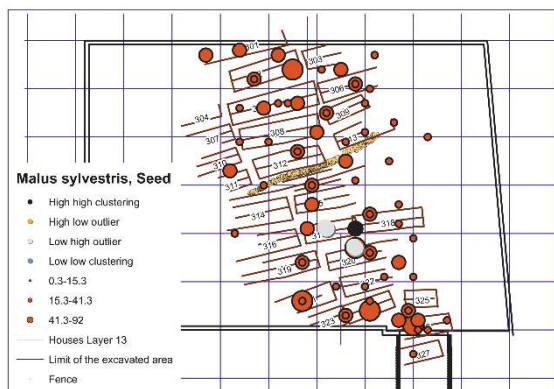 301
303
306
304
309
307
308
313
310
312
311
314
318
316
320
319
322
325
323
327
Malus sylvestris, Seed
High high clustering
High low outlier
Low high outlier
Low low clustering
0.3-15.3
15.3-41.3
41.3-92
Houses Layer 13
Limit of the excavated area
Fence